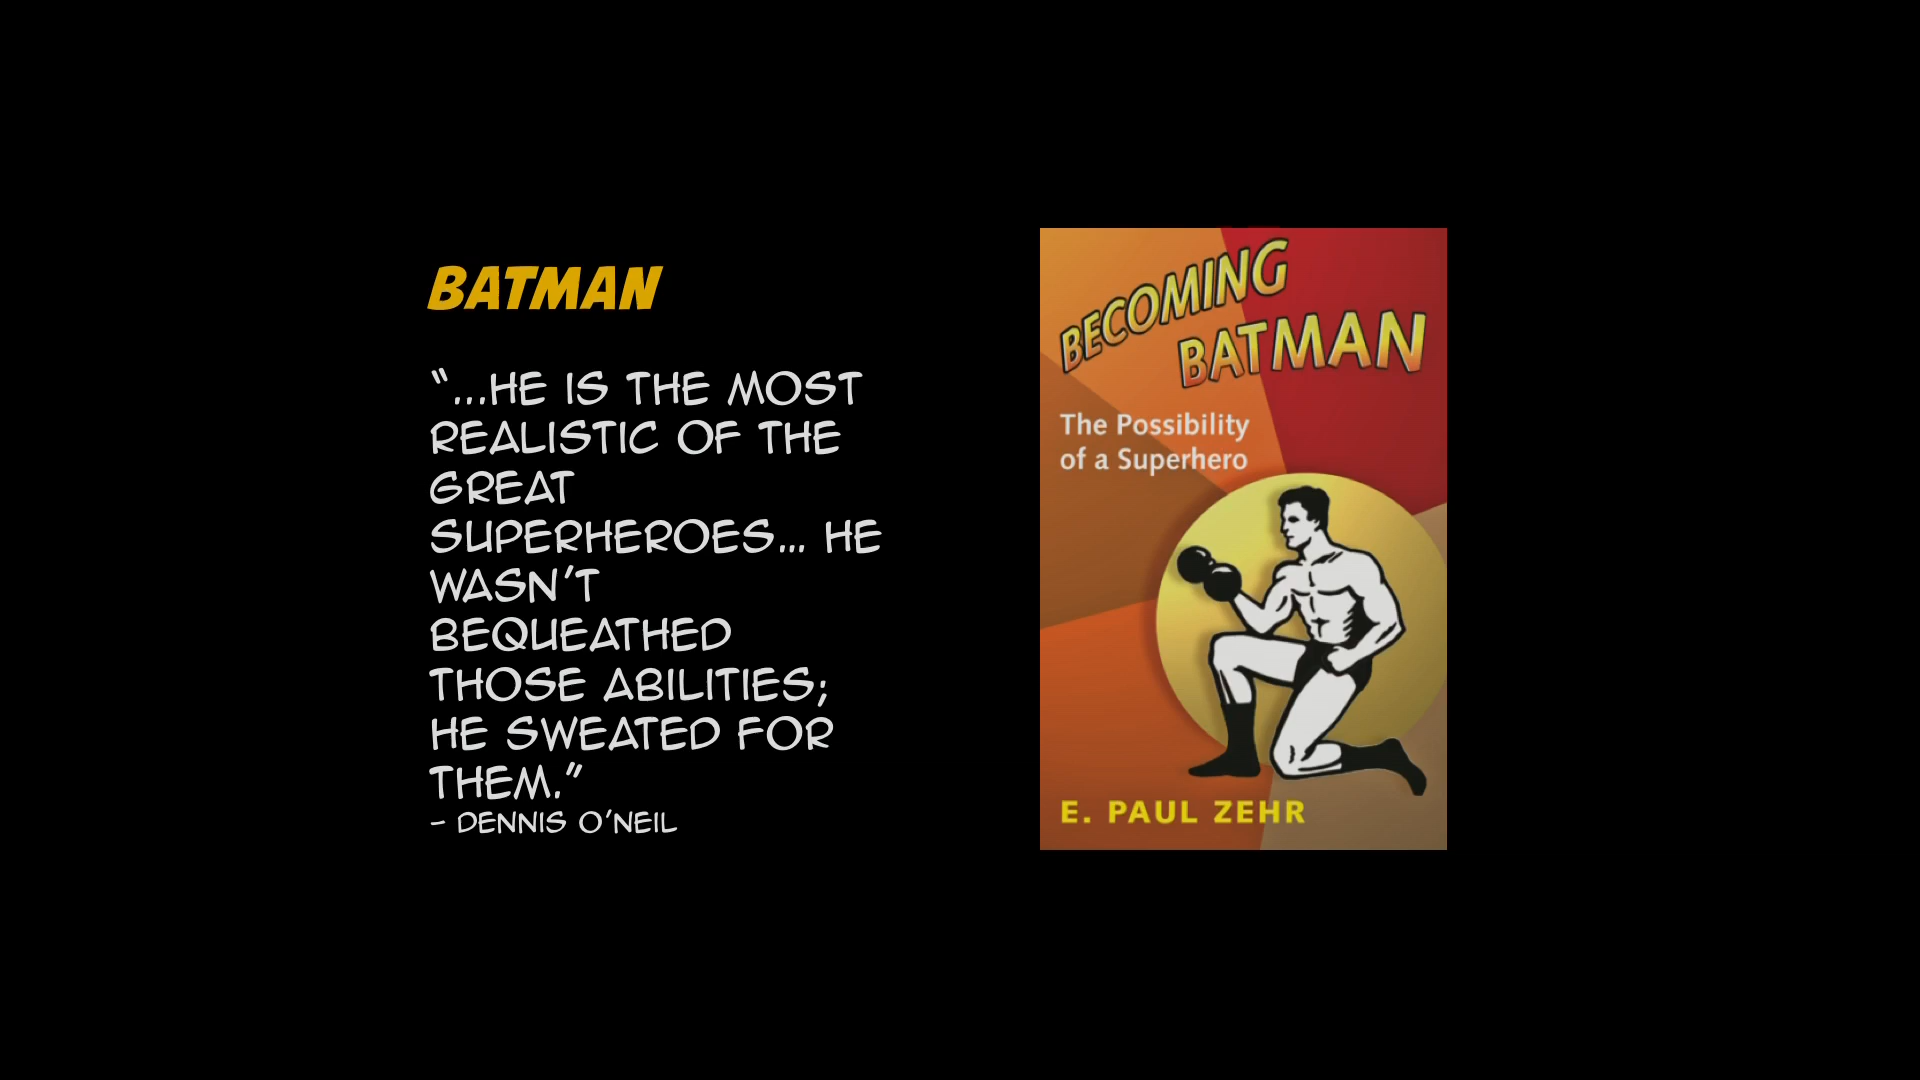 BATMAN
“...HE IS THE MOST
REALISTIC OF THE
GREAT
SUPERHEROES... HE
WASN’T
BEQUEATHED
THOSE ABILITIES;
HE SWEATED FOR
THEM.”
– DENNIS O’NEIL
BECOMING
BATMAN
The Possibility
of a Superhero
E. PAUL ZEHR